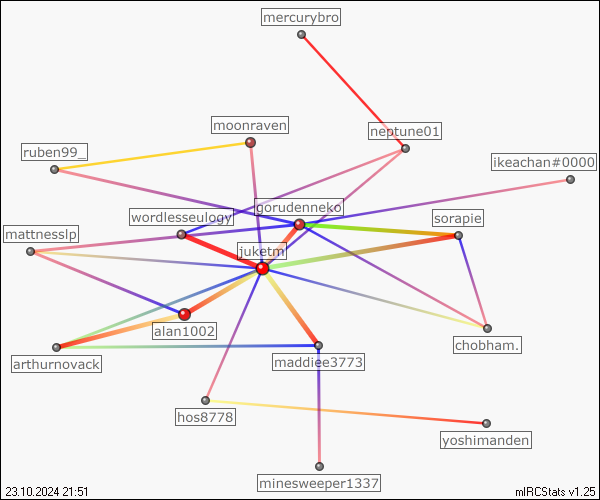 mercurybro
moonraven
neptune01
ruben99_
ikeachan#0000
gorudenneko
wordlesseulogy
sorapie
mattnesslp
juketm
alan1002
chobham.
arthurnovack
maddiee3773
hos8778
yoshimanden
minesweeper1337
23.10.2024 21:51
mIRCStats v1.25